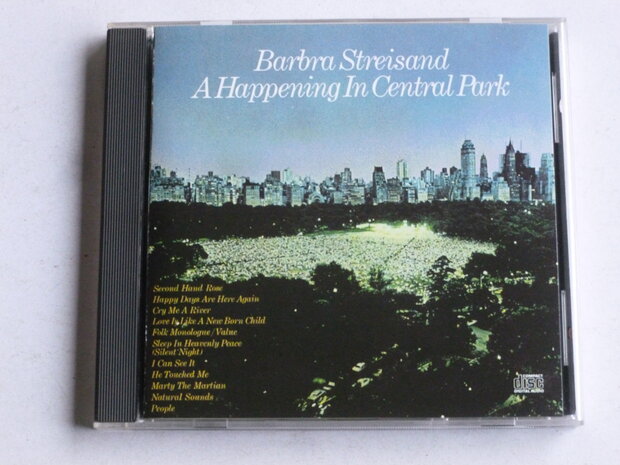 Barbra Streisand
A Happening In Central Park
Second Hand Rose
Happy Days Are Here Again
Cry Me A River
Love Is Like A New Born Child
Folk Monologue/Value
Sleep In Heavenly Peace
(Silent Night)
I Can See It
He Touched Me
Marty The Martian
Natural Sounds
People
COMPACT
disc
DIGITAL AUDIO